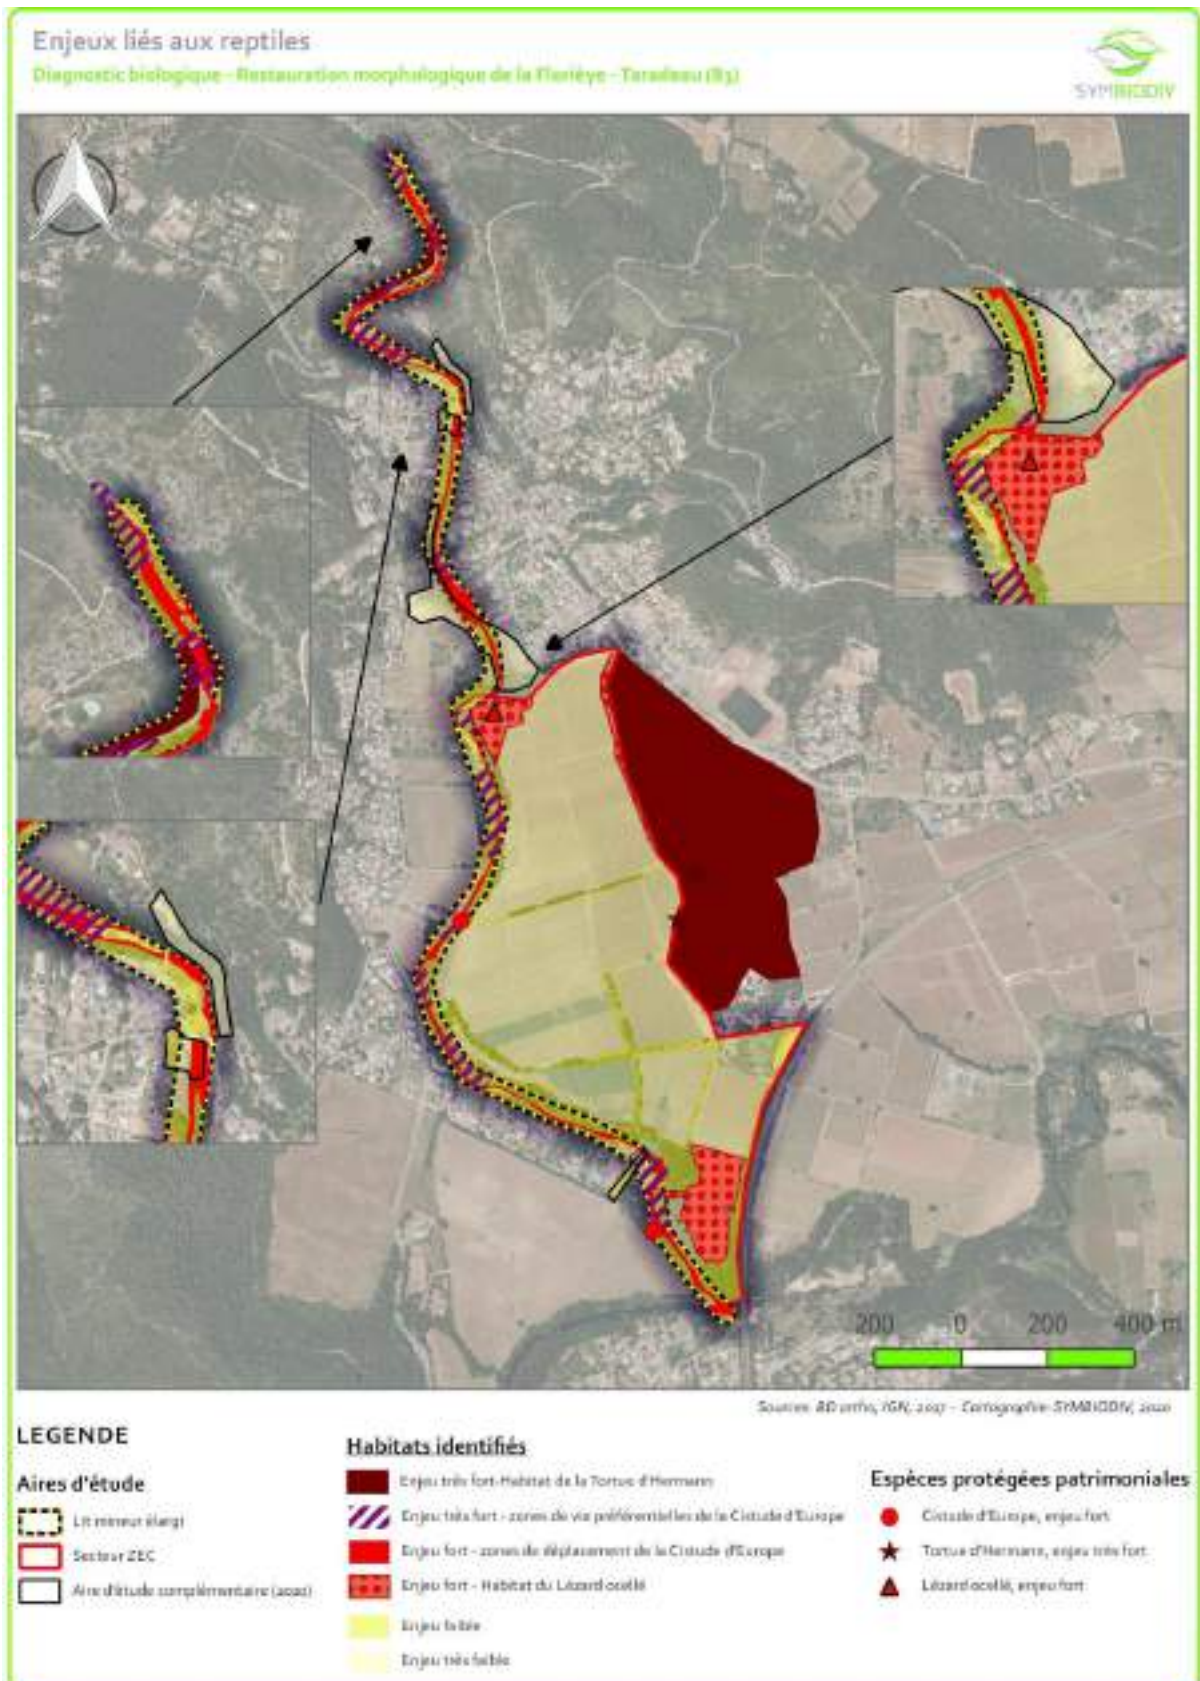 Enjeux liés aux reptiles
Diagnostic biologique - Restauration morphologique de la Florièye - Taradeau (83)
SYMBIODIV
200 0 200 400 m
Sources: BD ortho, IGN, 2017 - Cartographie SYMBIODIV, 2020
LEGENDE
Aires d'étude
Lit mineur élargi
Secteur ZEC
Aire d'étude complémentaire (2020)
Habitats identifiés
Enjeu très fort-Habitat de la Tortue d'Hermann
Enjeu très fort - zones de vie préférentielles de la Cistude d'Europe
Enjeu fort - zones de déplacement de la Cistude d'Europe
Enjeu fort - Habitat du Lézard ocellé
Enjeu faible
Enjeu très faible
Espèces protégées patrimoniales
Cistude d'Europe, enjeu fort
Tortue d'Hermann, enjeu très fort
Lézard ocellé, enjeu fort